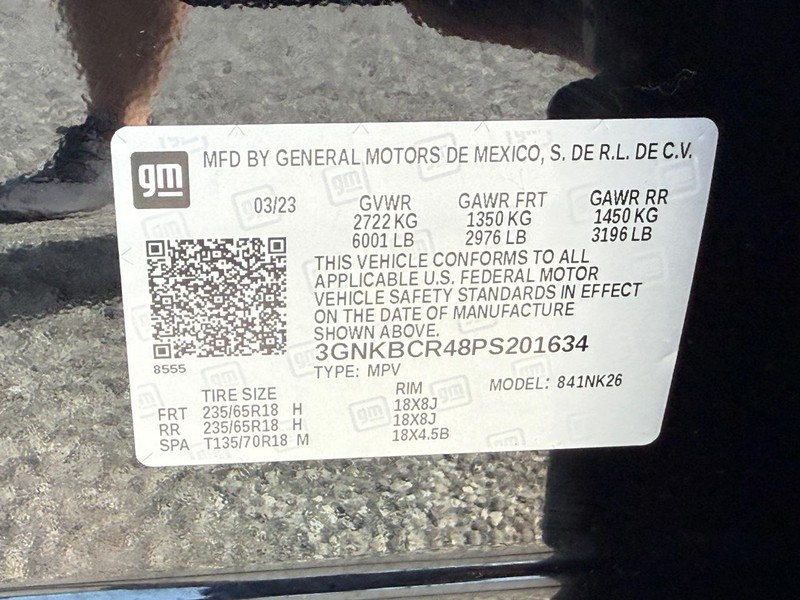 gm MFD BY GENERAL MOTORS DE MEXICO, S. DE R.L. DE C.V.
03/23 GVWR GAWR FRT GAWR RR
2722 KG 1350 KG 1450 KG
6001 LB 2976 LB 3196 LB
THIS VEHICLE CONFORMS TO ALL
APPLICABLE U.S. FEDERAL MOTOR
VEHICLE SAFETY STANDARDS IN EFFECT
ON THE DATE OF MANUFACTURE
SHOWN ABOVE.
3GNKBCR48PS201634
8555 TYPE: MPV MODEL: 841NK26
TIRE SIZE RIM
FRT 235/65R18 H 18X8J
RR 235/65R18 H 18X8J
SPA T135/70R18 M 18X4.5B